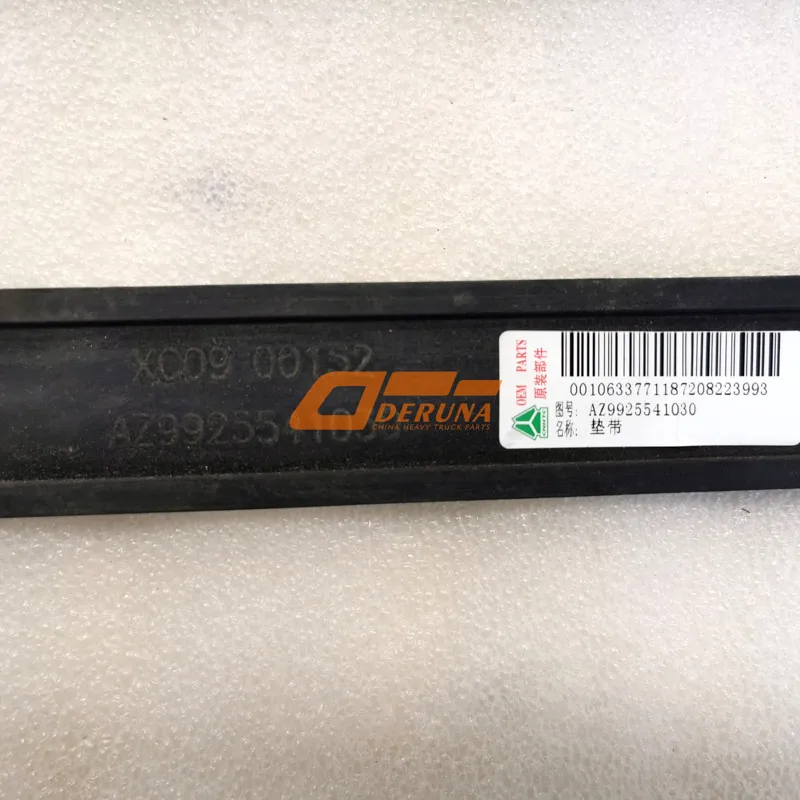 XC09 00152
AZ992554103
DERUNA
CHINA HEAVY TRUCK PARTS
OEM PARTS
原装部件
0010633771187208223993
图号: AZ9925541030
名称: 垫带